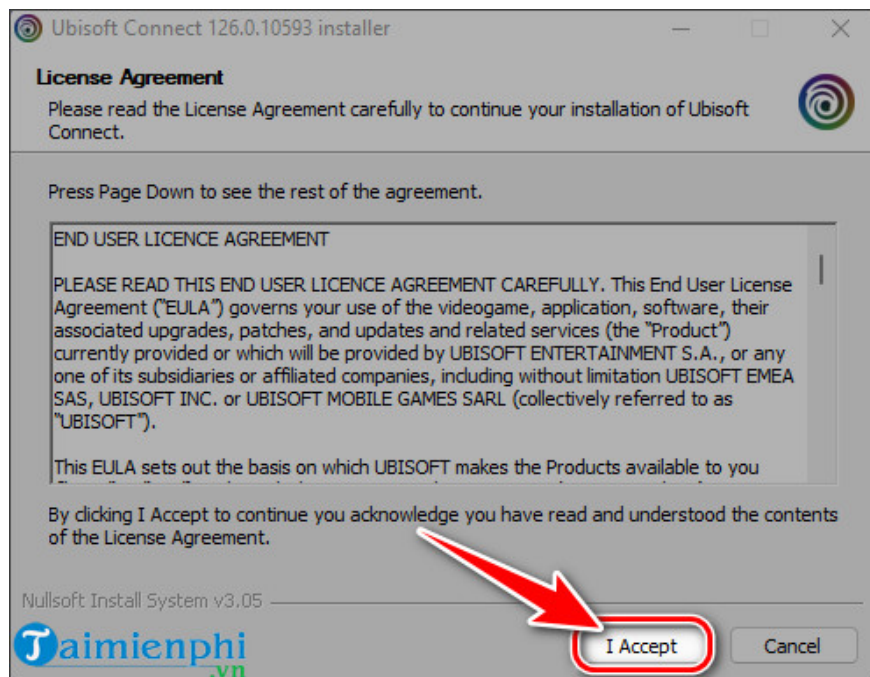 Ubisoft Connect 126.0.10593 installer
License Agreement
Please read the License Agreement carefully to continue your installation of Ubisoft
Connect.
Press Page Down to see the rest of the agreement.
END USER LICENCE AGREEMENT
PLEASE READ THIS END USER LICENCE AGREEMENT CAREFULLY. This End User License
Agreement ("EULA") governs your use of the videogame, application, software, their
associated upgrades, patches, and updates and related services (the "Product")
currently provided or which will be provided by UBISOFT ENTERTAINMENT S.A., or any
one of its subsidiaries or affiliated companies, including without limitation UBISOFT EMEA
SAS, UBISOFT INC. or UBISOFT MOBILE GAMES SARL (collectively referred to as
"UBISOFT").
This EULA sets out the basis on which UBISOFT makes the Products available to you
By clicking I Accept to continue you acknowledge you have read and understood the contents
of the License Agreement.
Nullsoft Install System v3.05
Taimienphi
.vn
I Accept
Cancel